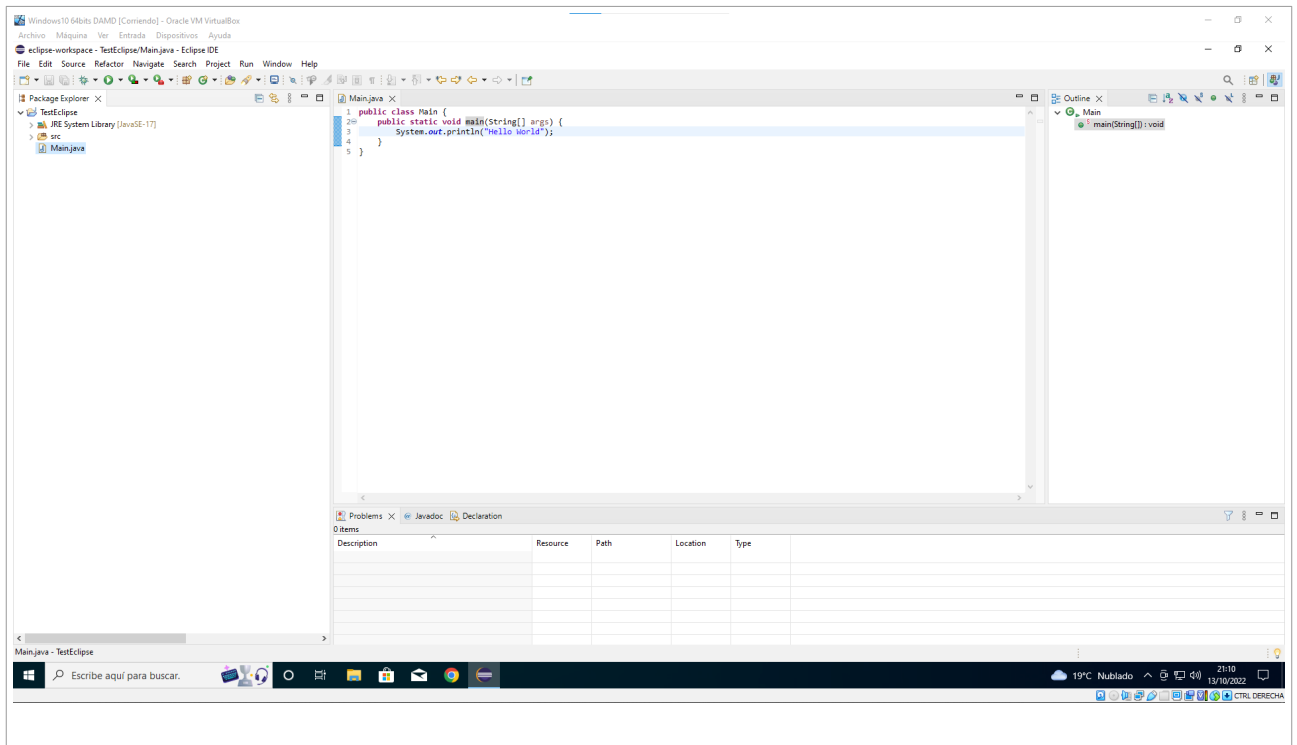 Windows10 64bits DAMD [Corriendo] - Oracle VM VirtualBox
Archivo Máquina Ver Entrada Dispositivos Ayuda
eclipse-workspace - TestEclipse/Main.java - Eclipse IDE
File Edit Source Refactor Navigate Search Project Run Window Help
Package Explorer
TestEclipse
JRE System Library [JavaSE-17]
src
Main.java
Main.java
1 public class Main {
2 public static void main(String[] args) {
3 System.out.println("Hello World");
4 }
5 }
Outline
Main
main(String[]) : void
Problems Javadoc Declaration
0 items
Description Resource Path Location Type
Main.java - TestEclipse
Escribe aquí para buscar.
19°C Nublado
21:10
13/10/2022
CTRL DERECHA